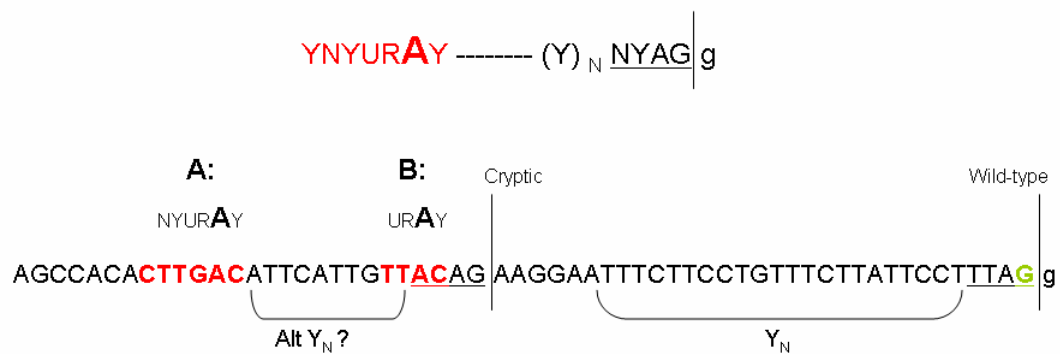 YNYURAY -------- (Y) N NYAG g
A: B: Cryptic Wild-type
NYURAY URAY
AGCCACACTTGACATTCATTGTTACAG AAGGAATTTCTTCCTGTTTCTTATTCCTTTAG g
Alt YN ? YN